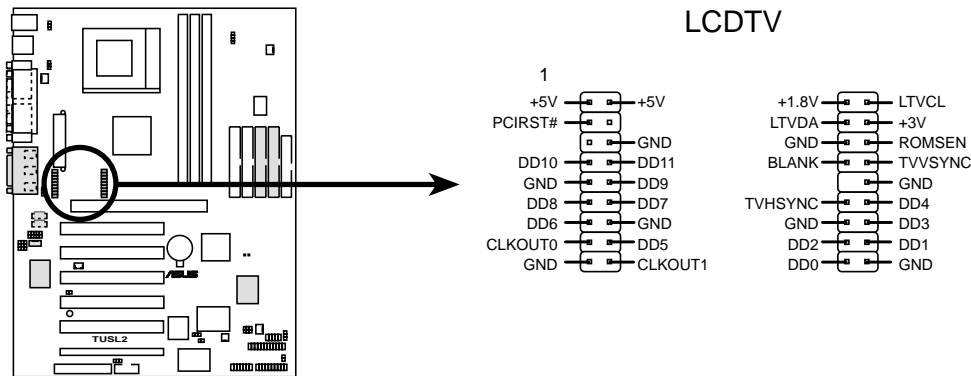 LCDTV
1
+5V +5V
PCIRST#
GND
DD10 DD11
GND DD9
DD8 DD7
DD6 GND
CLKOUT0 DD5
GND CLKOUT1
+1.8V LTVCL
LTVDA +3V
GND ROMSEN
BLANK TVVSYNC
GND
TVHSYNC DD4
GND DD3
DD2 DD1
DD0 GND
ASUS
TUSL2